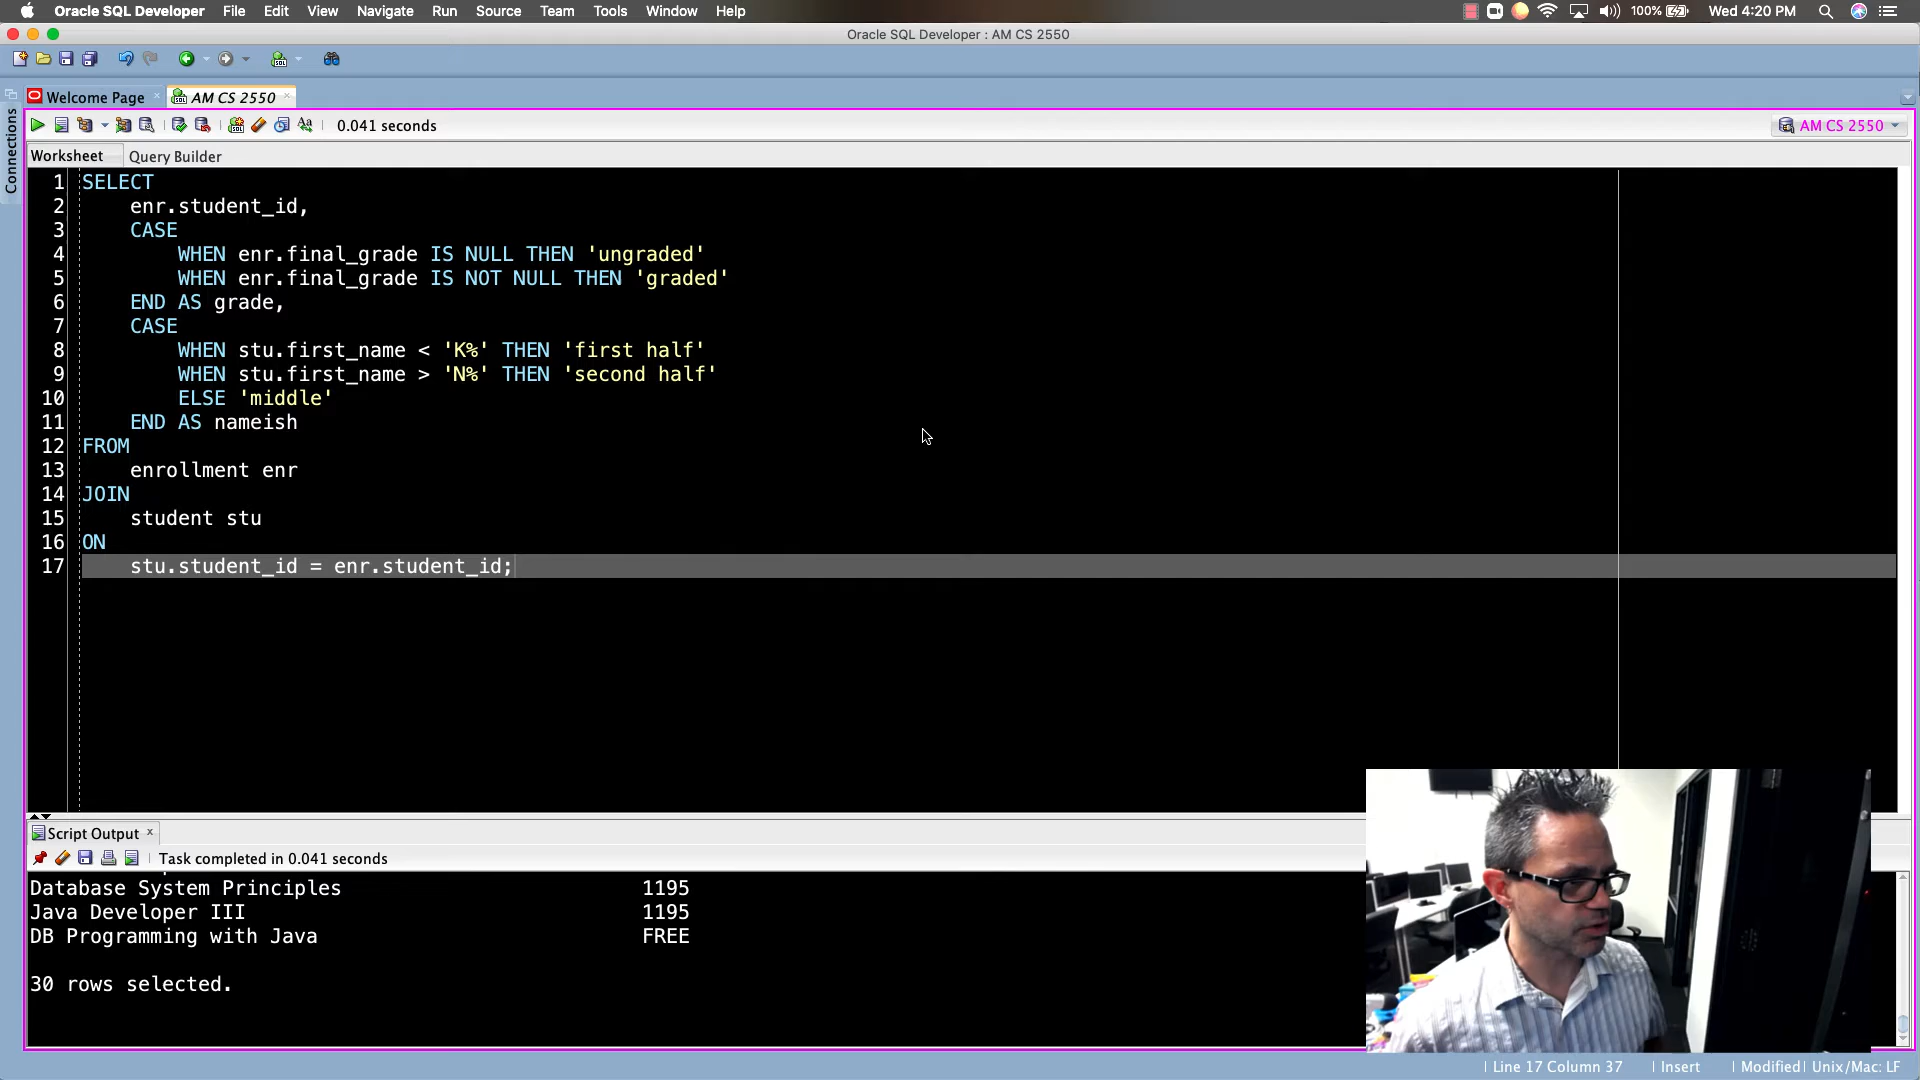 Oracle SQL Developer File Edit View Navigate Run Source Team Tools Window Help 100% Wed 4:20 PM
Oracle SQL Developer : AM CS 2550
Connections
Welcome Page AM CS 2550
0.041 seconds AM CS 2550
Worksheet Query Builder
1 SELECT
2 enr.student_id,
3 CASE
4 WHEN enr.final_grade IS NULL THEN 'ungraded'
5 WHEN enr.final_grade IS NOT NULL THEN 'graded'
6 END AS grade,
7 CASE
8 WHEN stu.first_name < 'K%' THEN 'first half'
9 WHEN stu.first_name > 'N%' THEN 'second half'
10 ELSE 'middle'
11 END AS nameish
12 FROM
13 enrollment enr
14 JOIN
15 student stu
16 ON
17 stu.student_id = enr.student_id;
Script Output
Task completed in 0.041 seconds
Database System Principles 1195
Java Developer III 1195
DB Programming with Java FREE
30 rows selected.
Line 17 Column 37 Insert Modified Unix/Mac: LF